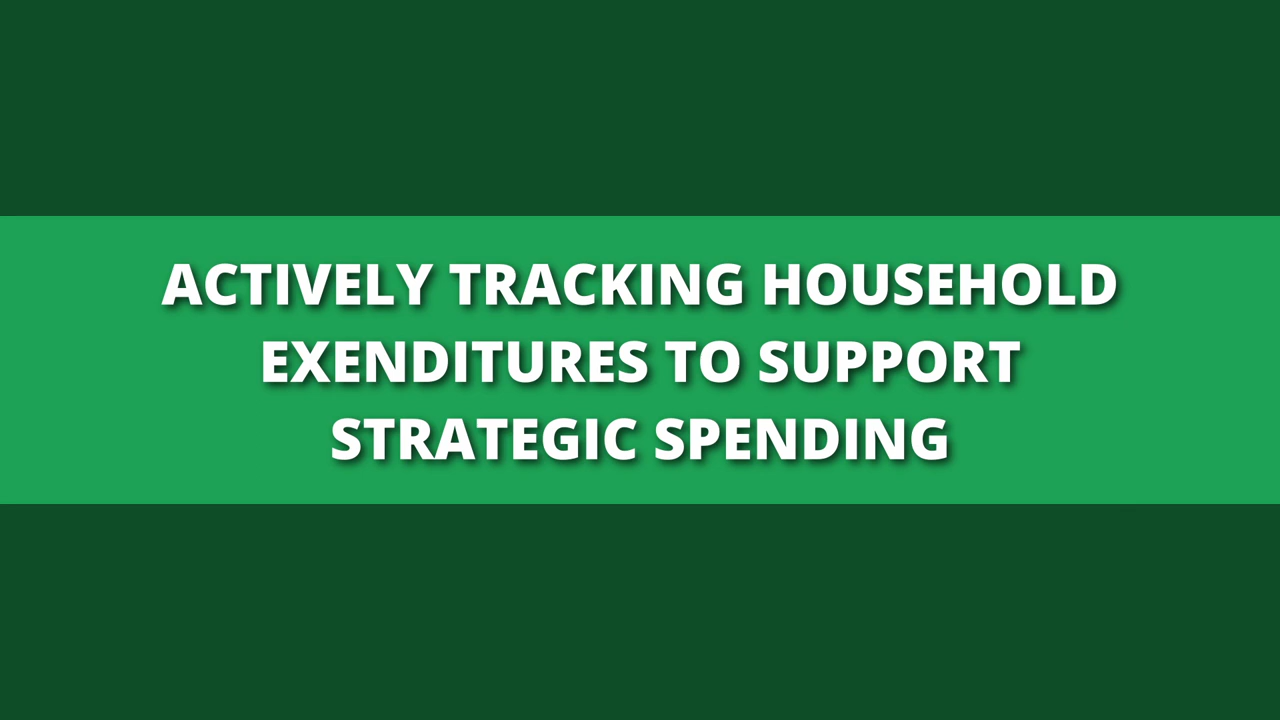 ACTIVELY TRACKING HOUSEHOLD
EXENDITURES TO SUPPORT
STRATEGIC SPENDING